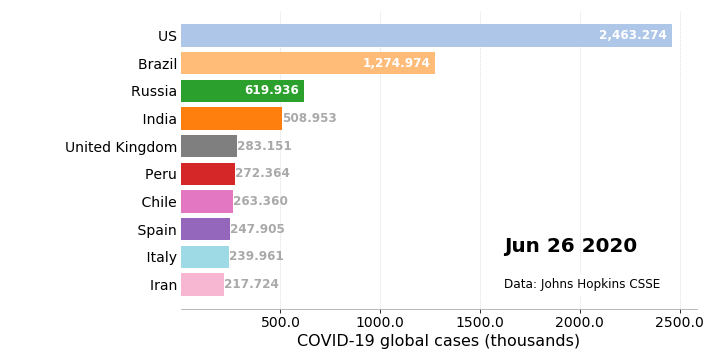 US 2,463.274
Brazil 1,274.974
Russia 619.936
India 508.953
United Kingdom 283.151
Peru 272.364
Chile 263.360
Spain 247.905
Italy 239.961
Iran 217.724
Jun 26 2020
Data: Johns Hopkins CSSE
500.0 1000.0 1500.0 2000.0 2500.0
COVID-19 global cases (thousands)